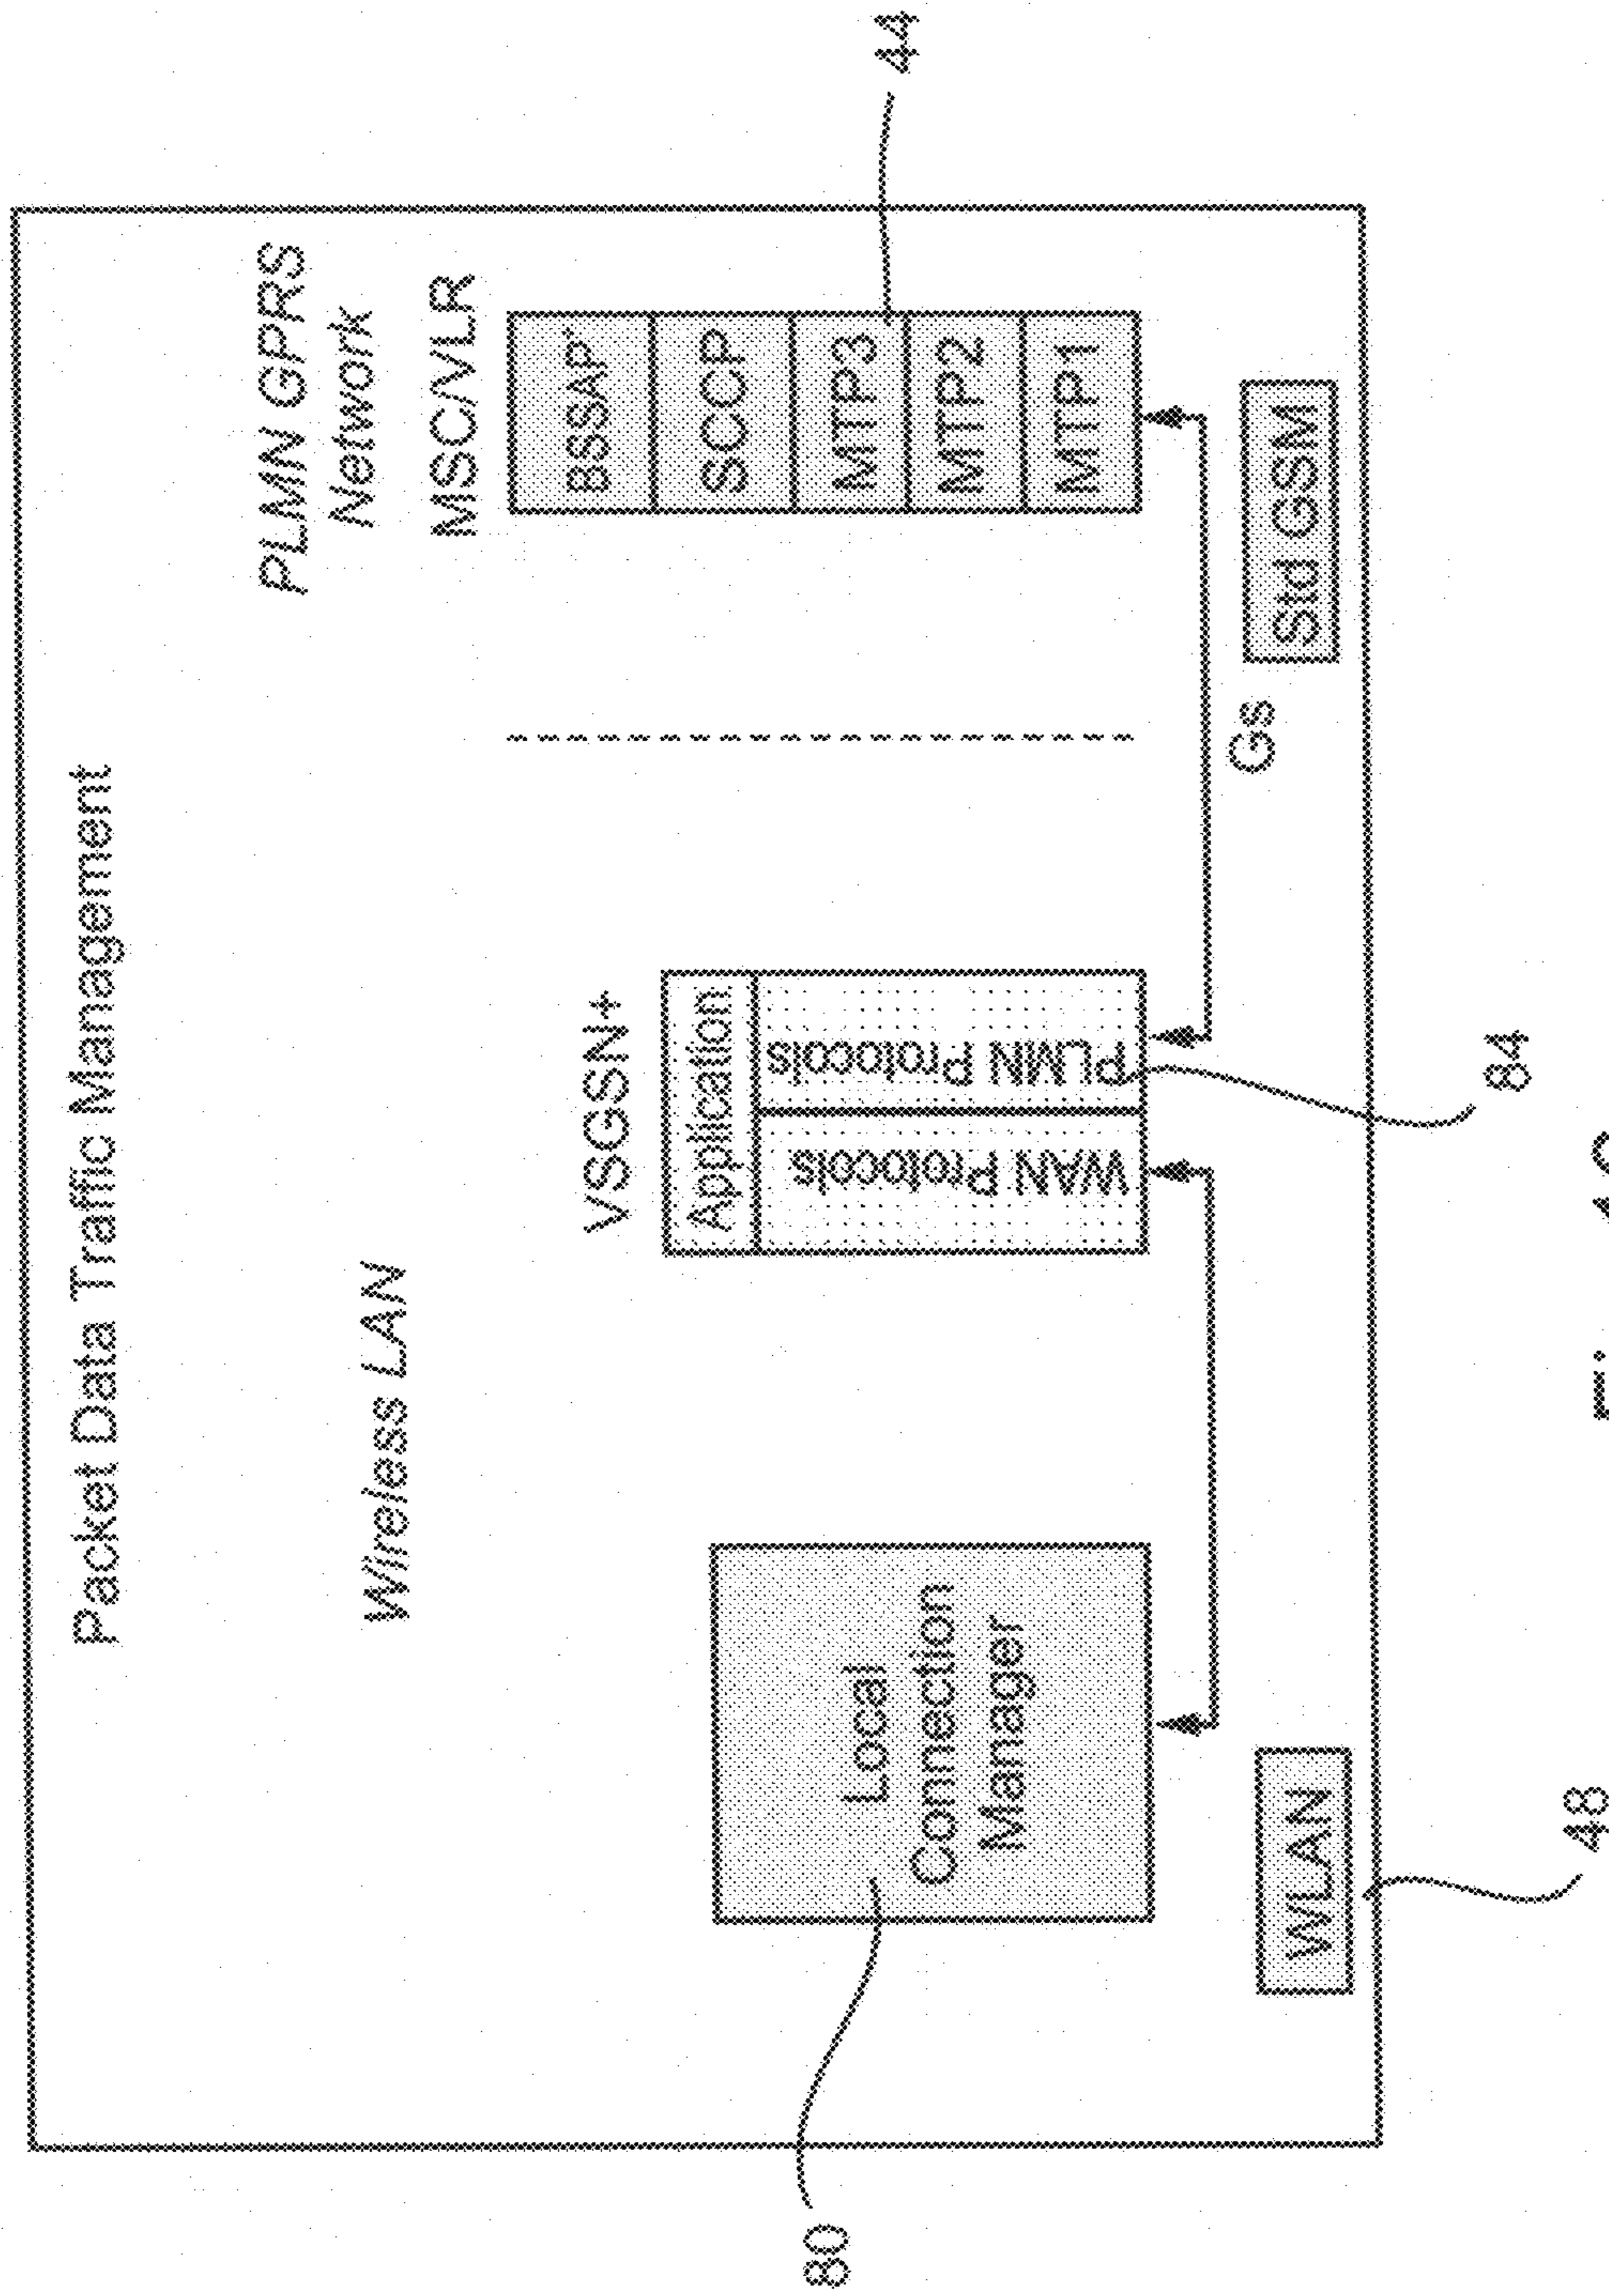 Packet Data Traffic Management
Wireless LAN
PLMN GPRS
Network
VSGSN+
MSC/VLR
Local
Connection
Manager
Application
WAN Protocols
PLMN Protocols
BSSAP
SCCP
MTP3
MTP2
MTP1
Gs
WLAN
Std GSM
80
48
84
44